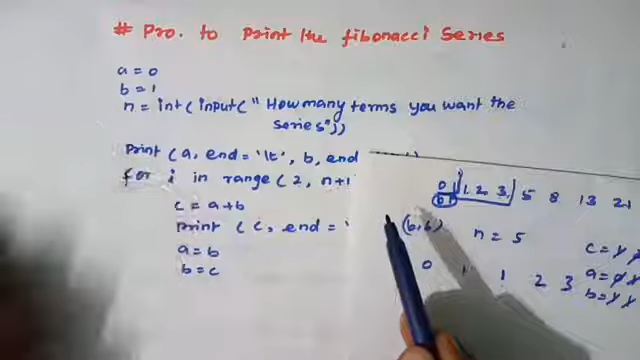 # Pro. to Print the fibonacci Series
a = 0
b = 1
n = int(input("How many terms you want the
series"))
Print (a, end = '\t', b, end
for i in range (2, n+1
c = a+b
Print (c, end = '
a = b
b = c
0 1 1 2 3 5 8 13 21
0 1
n = 5
0 1 1 2 3
c =
a =
b =